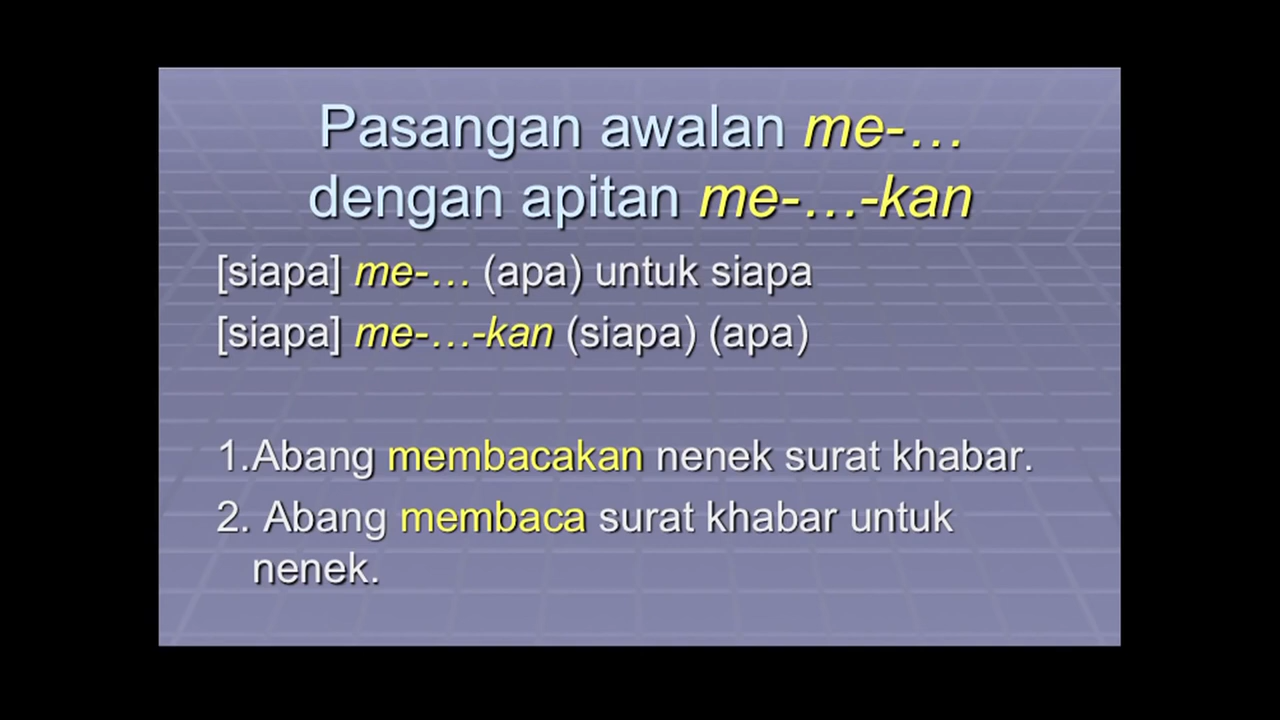 Pasangan awalan me-…
dengan apitan me-…-kan
[siapa] me-… (apa) untuk siapa
[siapa] me-…-kan (siapa) (apa)
1.Abang membacakan nenek surat khabar.
2. Abang membaca surat khabar untuk
nenek.